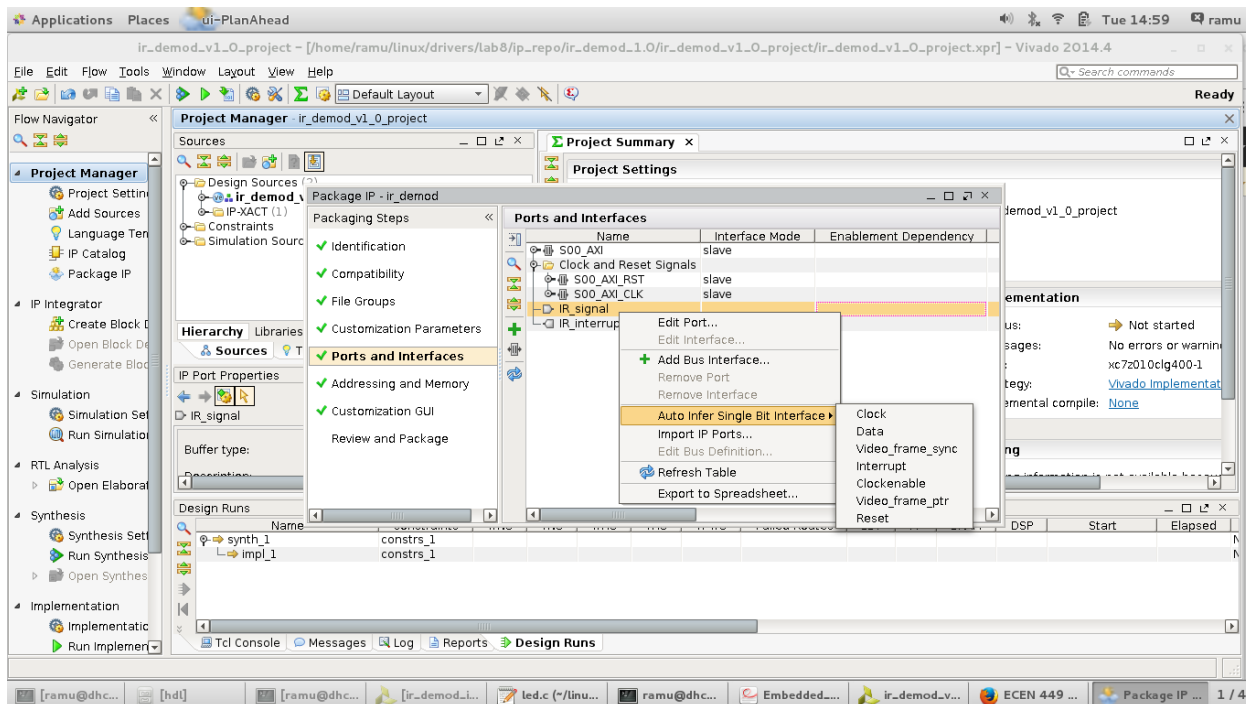 Applications Places ui-PlanAhead Tue 14:59 ramu
ir_demod_v1_0_project – [/home/ramu/linux/drivers/lab8/ip_repo/ir_demod_1.0/ir_demod_v1_0_project/ir_demod_v1_0_project.xpr] – Vivado 2014.4
File Edit Flow Tools Window Layout View Help
Search commands
Default Layout
Ready
Flow Navigator
Project Manager - ir_demod_v1_0_project
Project Manager
Project Settin
Add Sources
Language Ten
IP Catalog
Package IP
IP Integrator
Create Block D
Open Block De
Generate Bloc
Simulation
Simulation Set
Run Simulation
RTL Analysis
Open Elaborat
Synthesis
Synthesis Sett
Run Synthesis
Open Synthes
Implementation
Implementatic
Run Implemen
Sources
Design Sources (2)
ir_demod_v
IP-XACT (1)
Constraints
Simulation Sourc
Hierarchy Libraries
Sources T
IP Port Properties
IR_signal
Buffer type:
Project Summary
Project Settings
demod_v1_0_project
ementation
us: Not started
sages: No errors or warnin
xc7z010clg400-1
tegy: Vivado Implementat
emental compile: None
ng
Package IP - ir_demod
Packaging Steps
Identification
Compatibility
File Groups
Customization Parameters
Ports and Interfaces
Addressing and Memory
Customization GUI
Review and Package
Ports and Interfaces
Name Interface Mode Enablement Dependency
S00_AXI slave
Clock and Reset Signals
S00_AXI_RST slave
S00_AXI_CLK slave
IR_signal
IR_interrup
Edit Port...
Edit Interface...
Add Bus Interface...
Remove Port
Remove Interface
Auto Infer Single Bit Interface
Import IP Ports...
Edit Bus Definition...
Refresh Table
Export to Spreadsheet...
Clock
Data
Video_frame_sync
Interrupt
Clockenable
Video_frame_ptr
Reset
Design Runs
Name DSP Start Elapsed
synth_1 constrs_1
impl_1 constrs_1
Tcl Console Messages Log Reports Design Runs
[ramu@dhc... [hdl] [ramu@dhc... [ir_demod_i... led.c (~/linu... ramu@dhc... Embedded_... ir_demod_v... ECEN 449 ... Package IP ... 1 / 4